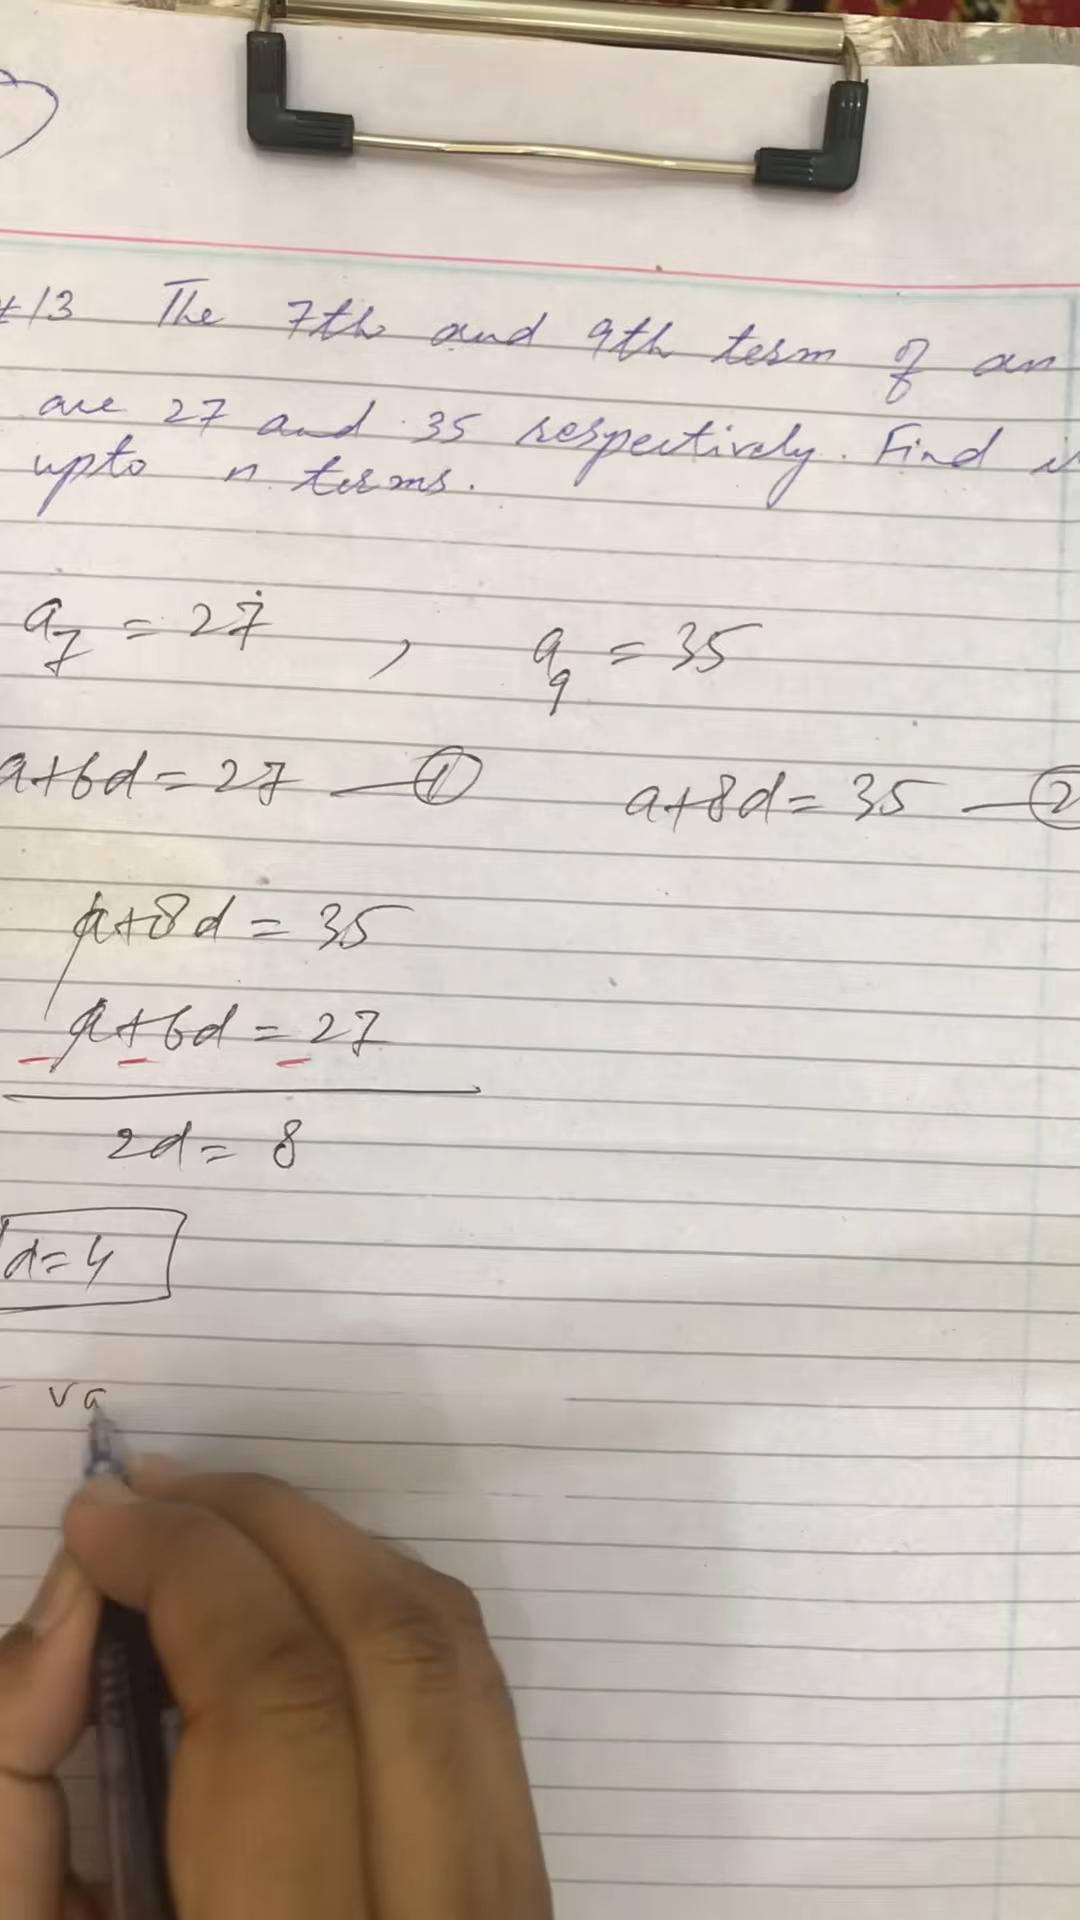 #13 The 7th and 9th term of an
are 27 and 35 respectively. Find
upto n terms.
a₇ = 27 , a₉ = 35
a+6d=27 — ① a+8d=35 — ②
a+8d = 35
a+6d = 27
2d= 8
d=4
va